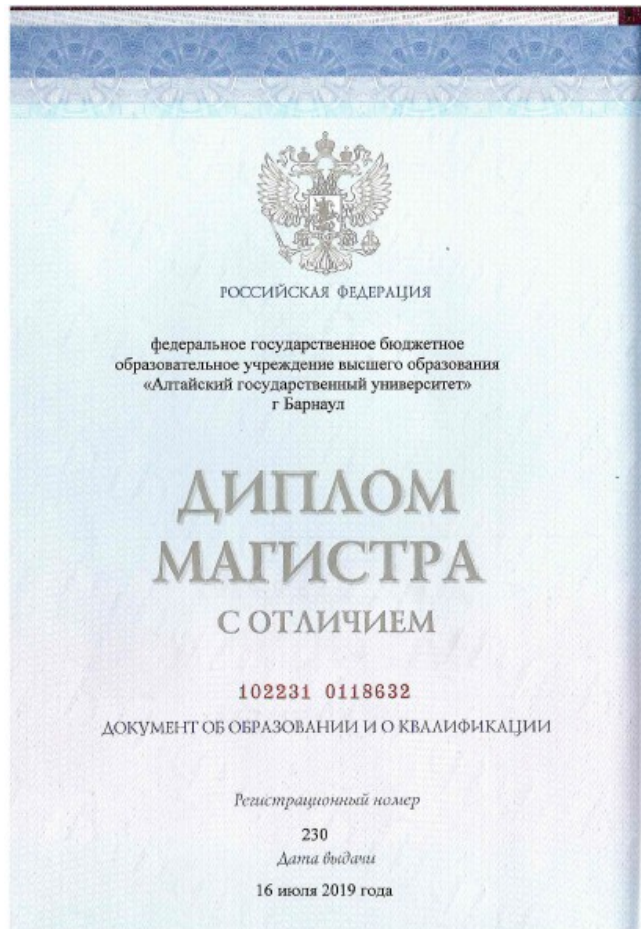 РОССИЙСКАЯ ФЕДЕРАЦИЯ
федеральное государственное бюджетное
образовательное учреждение высшего образования
«Алтайский государственный университет»
г Барнаул
ДИПЛОМ
МАГИСТРА
С ОТЛИЧИЕМ
102231 0118632
ДОКУМЕНТ ОБ ОБРАЗОВАНИИ И О КВАЛИФИКАЦИИ
Регистрационный номер
230
Дата выдачи
16 июля 2019 года